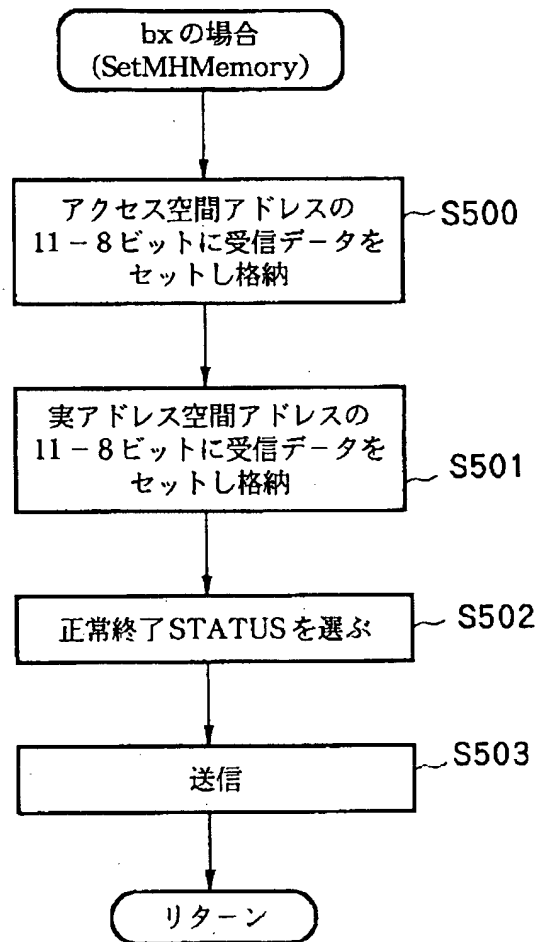 bxの場合
(SetMHMemory)
アクセス空間アドレスの
11-8ビットに受信データを
セットし格納
S500
実アドレス空間アドレスの
11-8ビットに受信データを
セットし格納
S501
正常終了STATUSを選ぶ
S502
送信
S503
リターン